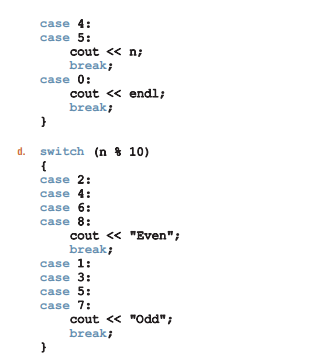 case 4:
case 5:
cout << n;
break;
case 0:
cout << endl;
break;
}
d. switch (n % 10)
{
case 2:
case 4:
case 6:
case 8:
cout << "Even";
break;
case 1:
case 3:
case 5:
case 7:
cout << "Odd";
break;
}